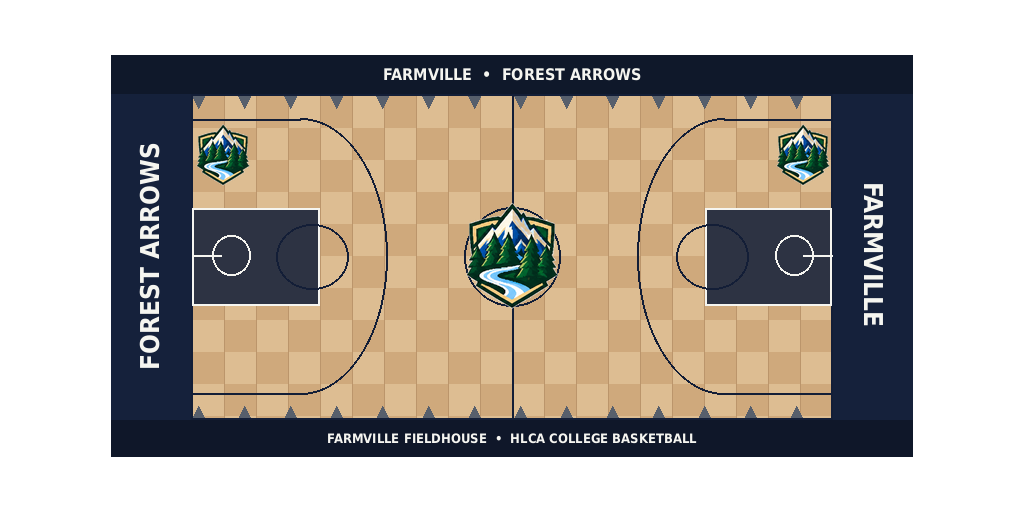 FARMVILLE • FOREST ARROWS
FOREST ARROWS
FARMVILLE
FARMVILLE FIELDHOUSE • HLCA COLLEGE BASKETBALL